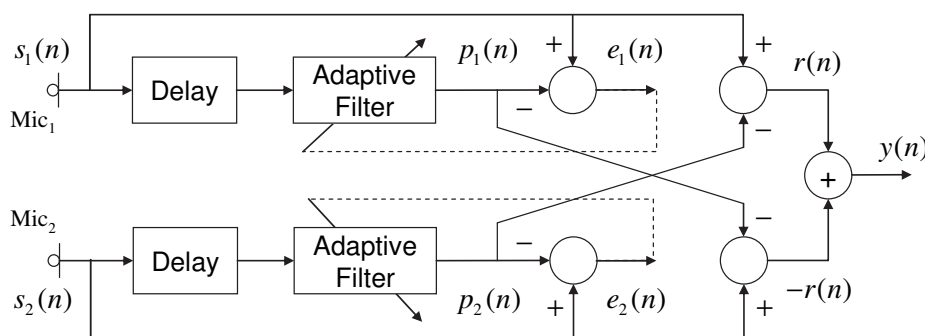 s₁(n)
p₁(n)
+
e₁(n)
+
r(n)
Delay
Adaptive
Filter
−
−
Mic₁
y(n)
+
Mic₂
Delay
Adaptive
Filter
−
−
s₂(n)
p₂(n)
+
e₂(n)
+
−r(n)